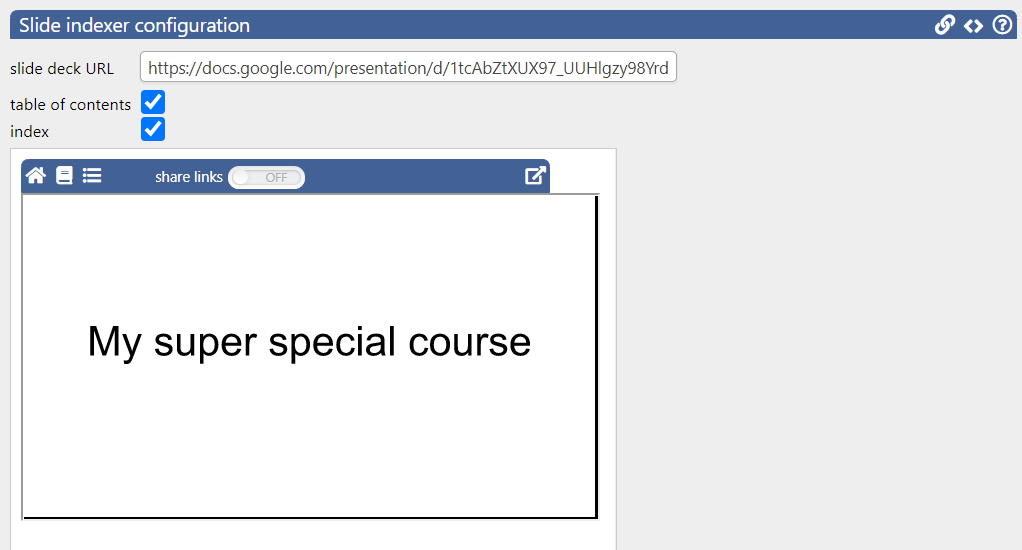 Slide indexer configuration
slide deck URL https://docs.google.com/presentation/d/1tcAbZtXUX97_UUHlgzy98Yrd
table of contents
index
share links OFF
My super special course